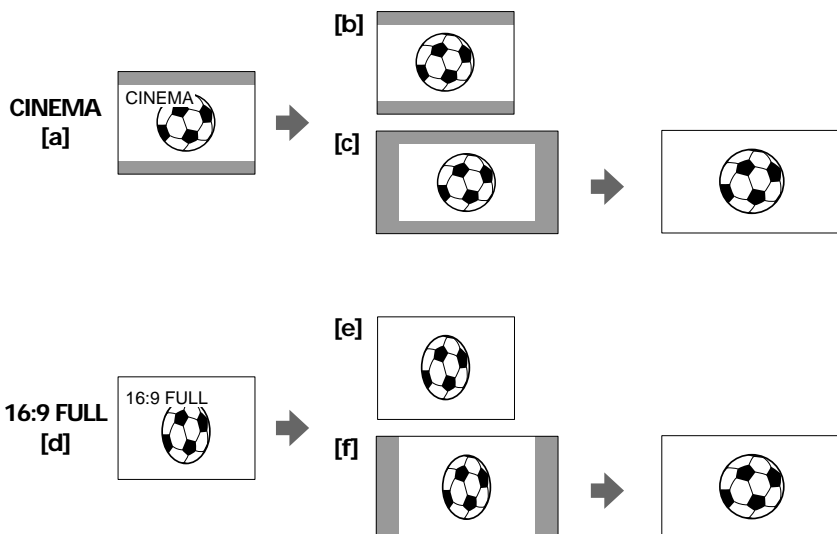 [b]
CINEMA
CINEMA
[a]
[c]
[e]
16:9 FULL
16:9 FULL
[d]
[f]